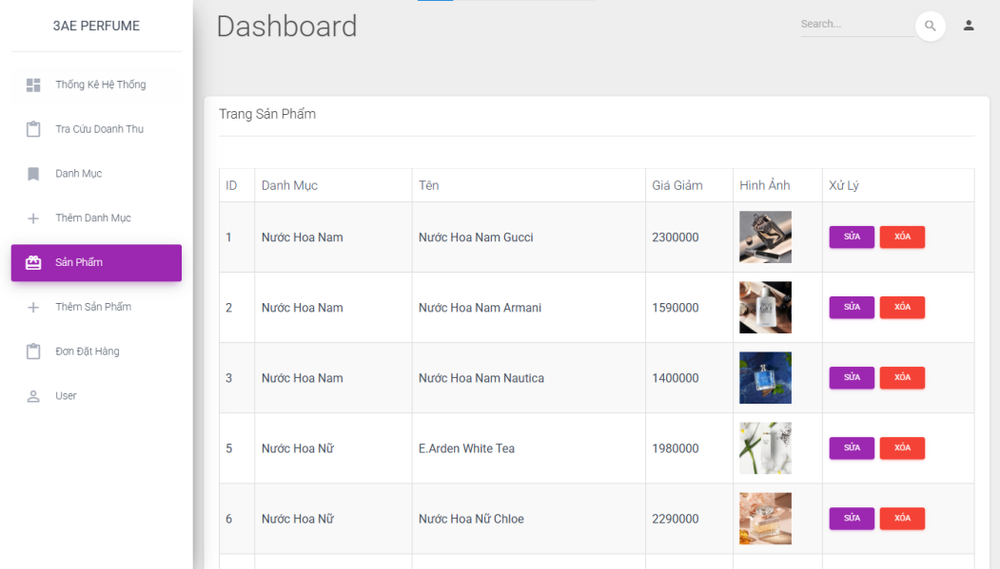 3AE PERFUME
Dashboard
Search...
Thống Kê Hệ Thống
Tra Cứu Doanh Thu
Danh Mục
Thêm Danh Mục
Sản Phẩm
Thêm Sản Phẩm
Đơn Đặt Hàng
User
Trang Sản Phẩm
ID Danh Mục Tên Giá Giảm Hình Ảnh Xử Lý
1 Nước Hoa Nam Nước Hoa Nam Gucci 2300000 SỬA XÓA
2 Nước Hoa Nam Nước Hoa Nam Armani 1590000 SỬA XÓA
3 Nước Hoa Nam Nước Hoa Nam Nautica 1400000 SỬA XÓA
5 Nước Hoa Nữ E.Arden White Tea 1980000 SỬA XÓA
6 Nước Hoa Nữ Nước Hoa Nữ Chloe 2290000 SỬA XÓA